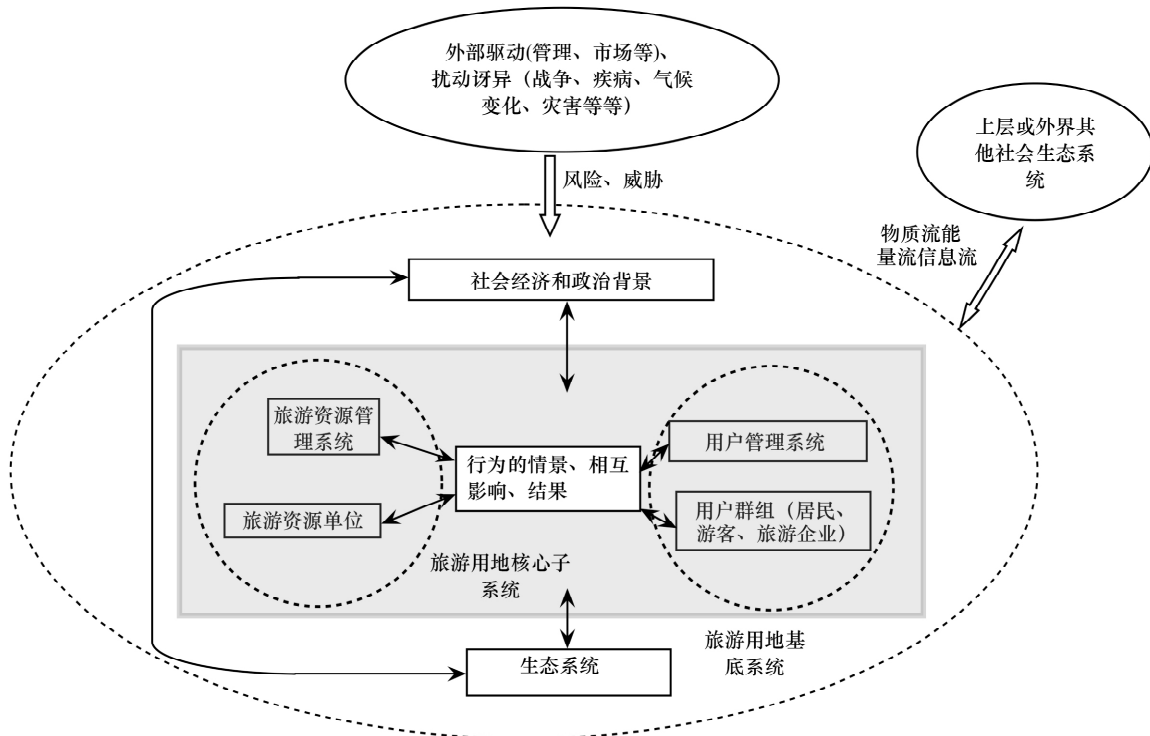 外部驱动(管理、市场等)、
扰动讶异（战争、疾病、气候
变化、灾害等等）
上层或外界其
他社会生态系
统
风险、威胁
物质流能
量流信息流
社会经济和政治背景
旅游资源管
理系统
用户管理系统
行为的情景、相互
影响、结果
旅游资源单位
用户群组（居民、
游客、旅游企业）
旅游用地核心子
系统
旅游用地基
底系统
生态系统